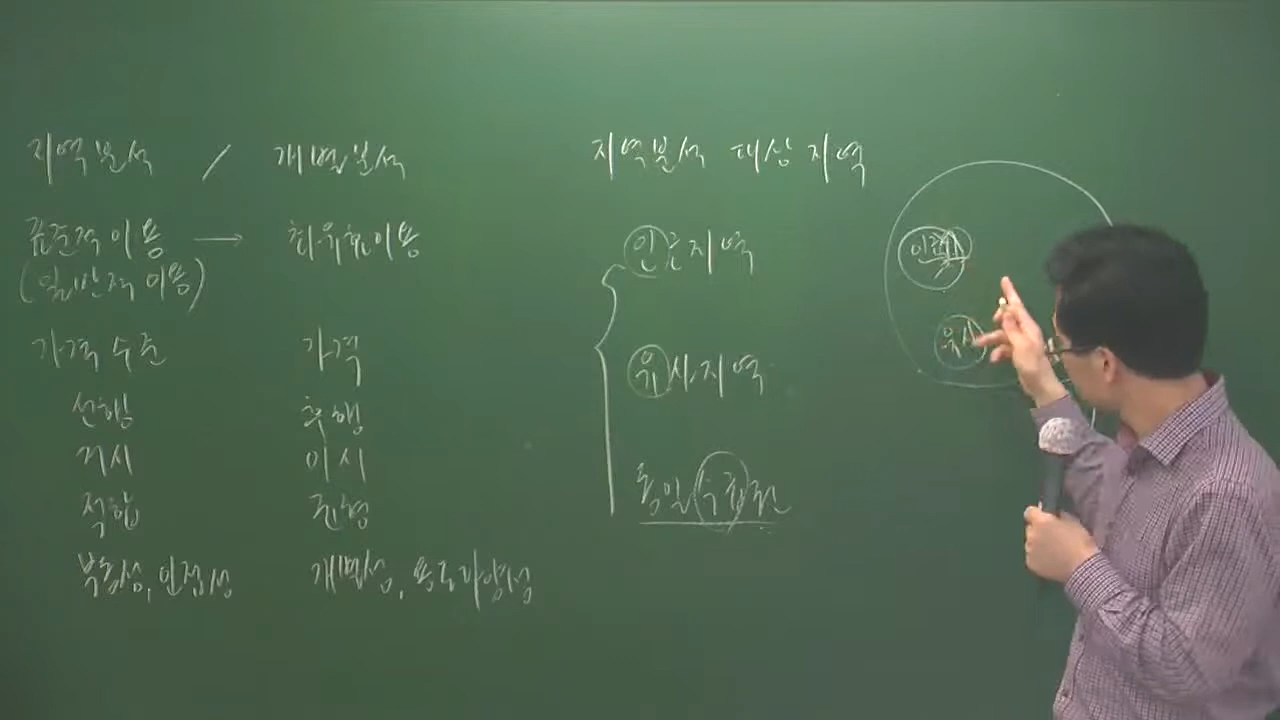 지역분석 / 개별분석
표준적이용 → 최유효이용
(일반적 이용)
가격수준 가격
선행 후행
거시 미시
적합 균형
부동성, 인접성 개별성, 용도다양성
지역분석 대상지역
인근지역
유사지역
동일수급권
인근
유사